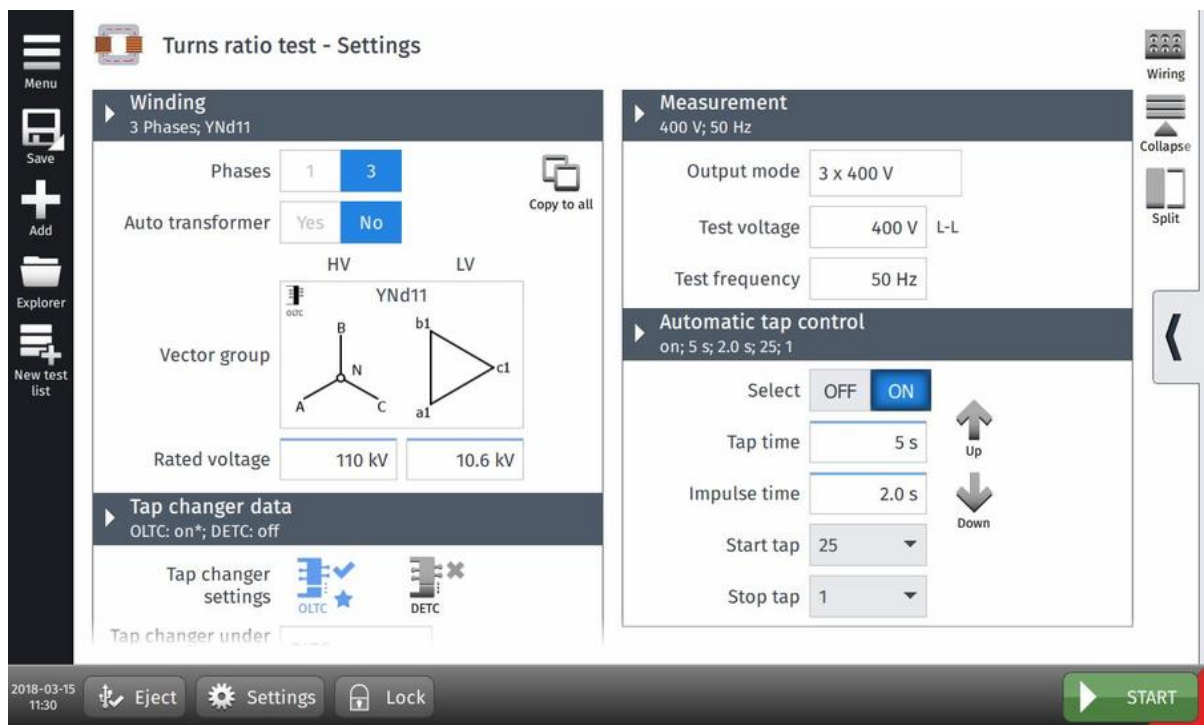 Turns ratio test - Settings
Menu
Save
Add
Explorer
New test
list
Winding
3 Phases; YNd11
Phases 1 3
Copy to all
Auto transformer Yes No
HV LV
OLTC
YNd11
Vector group
B
N
A C
b1
c1
a1
Rated voltage 110 kV 10.6 kV
Tap changer data
OLTC: on*; DETC: off
Tap changer
settings
OLTC
DETC
Tap changer under
Measurement
400 V; 50 Hz
Output mode 3 x 400 V
Test voltage 400 V L-L
Test frequency 50 Hz
Automatic tap control
on; 5 s; 2.0 s; 25; 1
Select OFF ON
Tap time 5 s
Up
Impulse time 2.0 s
Down
Start tap 25
Stop tap 1
Wiring
Collapse
Split
2018-03-15
11:30
Eject
Settings
Lock
START